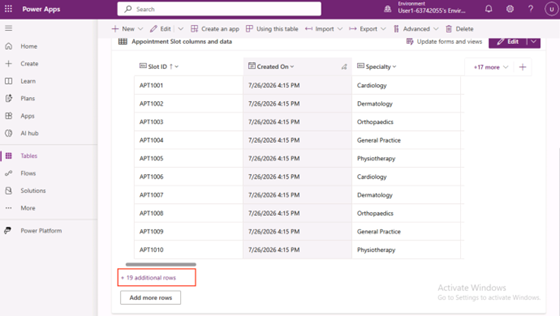 Power Apps
Search
Environment
User1-63742055's Envir...
U
New
Edit
Create an app
Using this table
Import
Export
Advanced
Delete
Appointment Slot columns and data
Update forms and views
Edit
Home
Create
Learn
Plans
Apps
AI hub
Tables
Flows
Solutions
More
Power Platform
Slot ID
Created On
Specialty
+17 more
APT1001 7/26/2026 4:15 PM Cardiology
APT1002 7/26/2026 4:15 PM Dermatology
APT1003 7/26/2026 4:15 PM Orthopaedics
APT1004 7/26/2026 4:15 PM General Practice
APT1005 7/26/2026 4:15 PM Physiotherapy
APT1006 7/26/2026 4:15 PM Cardiology
APT1007 7/26/2026 4:15 PM Dermatology
APT1008 7/26/2026 4:15 PM Orthopaedics
APT1009 7/26/2026 4:15 PM General Practice
APT1010 7/26/2026 4:15 PM Physiotherapy
+ 19 additional rows
Add more rows
Activate Windows
Go to Settings to activate Windows.